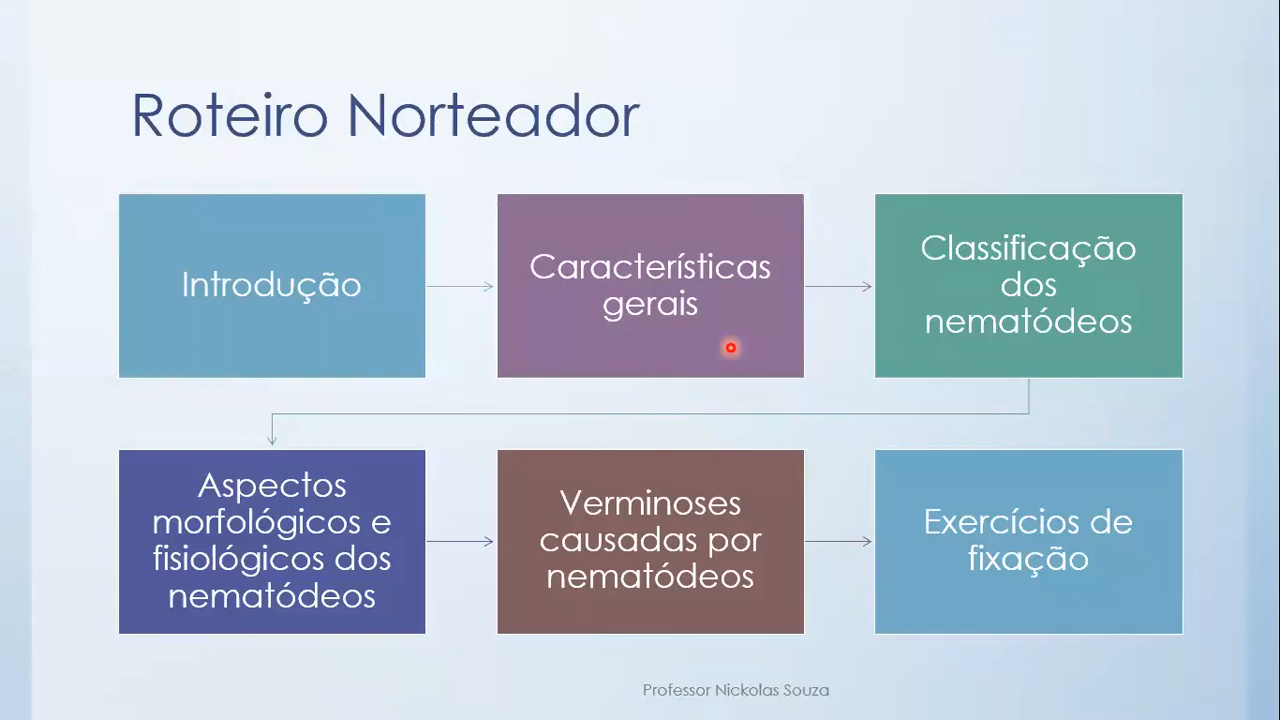 Roteiro Norteador
Introdução
Características
gerais
Classificação
dos
nematódeos
Aspectos
morfológicos e
fisiológicos dos
nematódeos
Verminoses
causadas por
nematódeos
Exercícios de
fixação
Professor Nickolas Souza